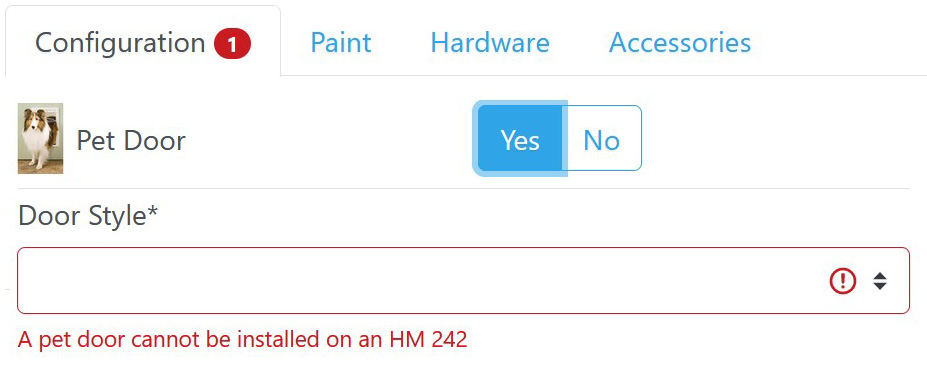 Configuration 1 Paint Hardware Accessories
Pet Door Yes No
Door Style*
A pet door cannot be installed on an HM 242